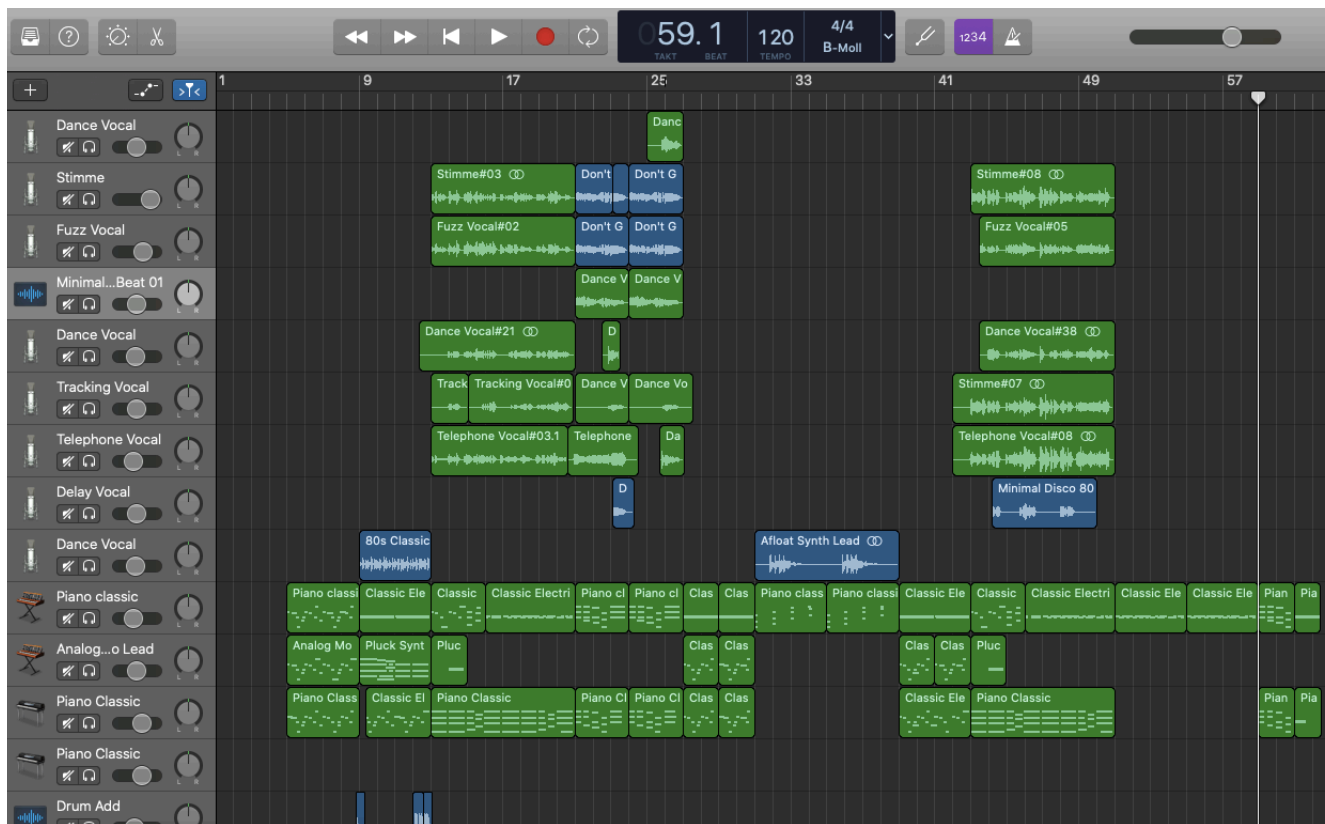 059. 1 120 4/4
TAKT BEAT TEMPO B-Moll
1234
1 9 17 25 33 41 49 57
Dance Vocal Danc
Stimme Stimme#03 Don't Don't G Stimme#08
Fuzz Vocal Fuzz Vocal#02 Don't G Don't G Fuzz Vocal#05
Minimal...Beat 01 Dance V Dance V
Dance Vocal Dance Vocal#21 D Dance Vocal#38
Tracking Vocal Track Tracking Vocal#0 Dance V Dance Vo Stimme#07
Telephone Vocal Telephone Vocal#03.1 Telephone Da Telephone Vocal#08
Delay Vocal D Minimal Disco 80
Dance Vocal 80s Classic Afloat Synth Lead
Piano classic Piano classi Classic Ele Classic Classic Electri Piano cl Piano cl Clas Clas Piano class Piano classi Classic Ele Classic Classic Electri Classic Ele Classic Ele Pian Pia
Analog...o Lead Analog Mo Pluck Synt Pluc Clas Clas Clas Clas Pluc
Piano Classic Piano Class Classic El Piano Classic Piano Cl Piano Cl Clas Clas Classic Ele Piano Classic Pian Pia
Piano Classic
Drum Add